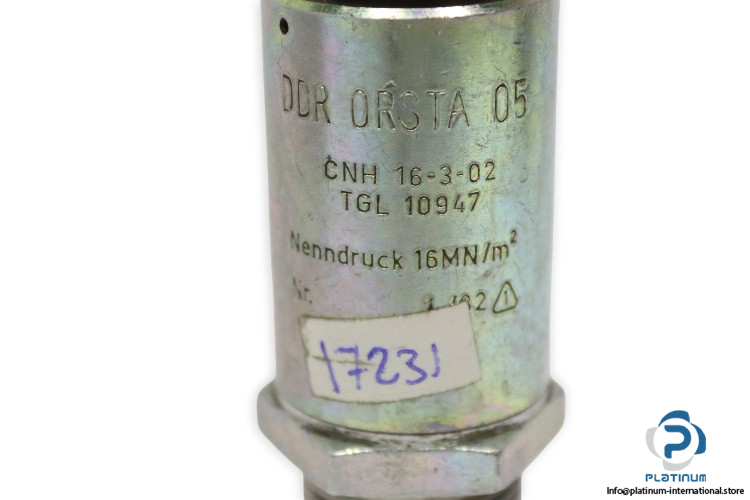 DDR ORSTA 05
CNH 16-3-02
TGL 10947
Nenndruck 16MN/m²
Nr.
17231
PLATINUM
Info@platinum-international.store